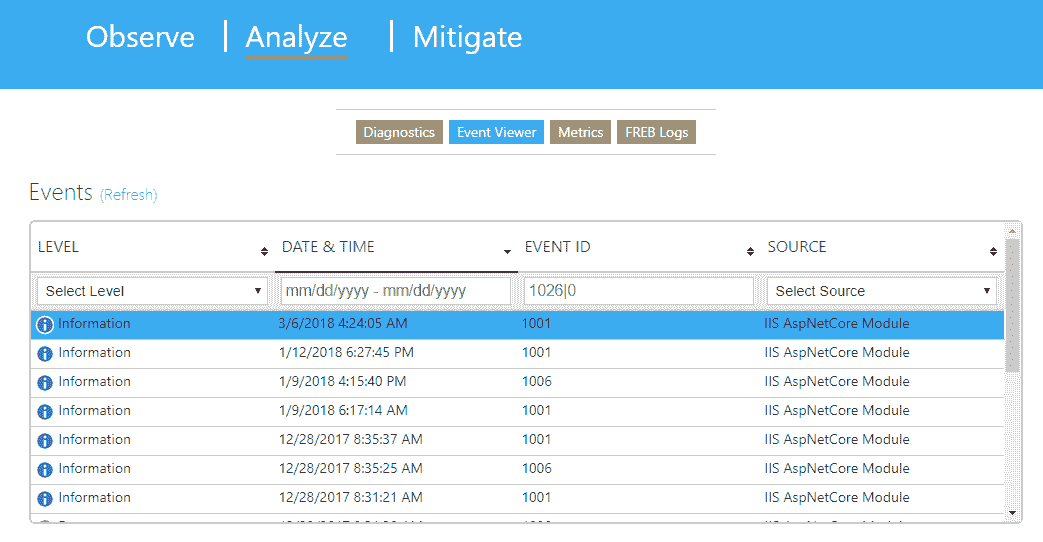 Observe | Analyze | Mitigate
Diagnostics Event Viewer Metrics FREB Logs
Events (Refresh)
LEVEL DATE & TIME EVENT ID SOURCE
Select Level mm/dd/yyyy - mm/dd/yyyy 1026|0 Select Source
Information 3/6/2018 4:24:05 AM 1001 IIS AspNetCore Module
Information 1/12/2018 6:27:45 PM 1001 IIS AspNetCore Module
Information 1/9/2018 4:15:40 PM 1006 IIS AspNetCore Module
Information 1/9/2018 6:17:14 AM 1001 IIS AspNetCore Module
Information 12/28/2017 8:35:37 AM 1001 IIS AspNetCore Module
Information 12/28/2017 8:35:25 AM 1006 IIS AspNetCore Module
Information 12/28/2017 8:31:21 AM 1001 IIS AspNetCore Module